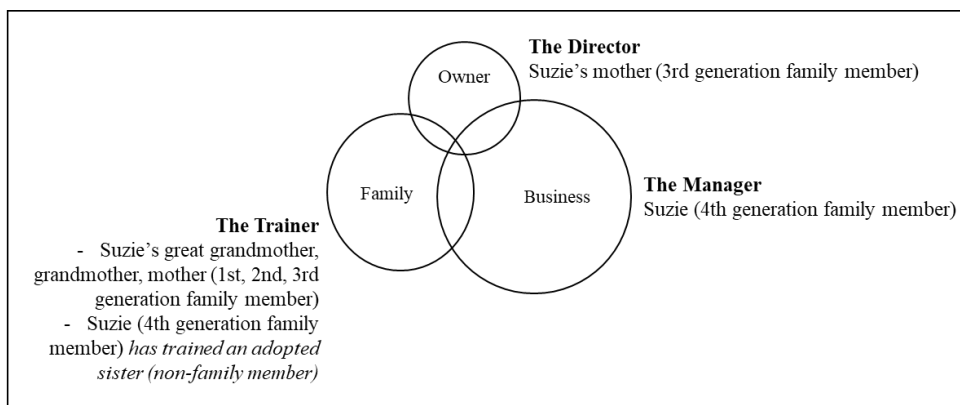 The Director
Suzie’s mother (3rd generation family member)
Owner
Family
Business
The Manager
Suzie (4th generation family member)
The Trainer
- Suzie’s great grandmother,
grandmother, mother (1st, 2nd, 3rd
generation family member)
- Suzie (4th generation family
member) has trained an adopted
sister (non-family member)